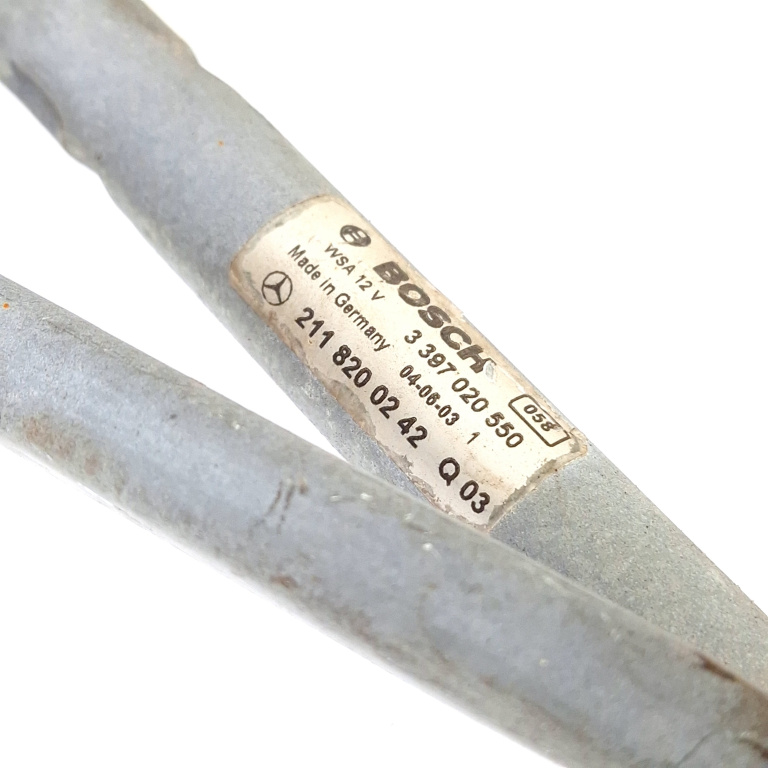 BOSCH 058
WSA 12 V 3 397 020 550
Made in Germany 04-06-03 1
211 820 02 42 Q 03